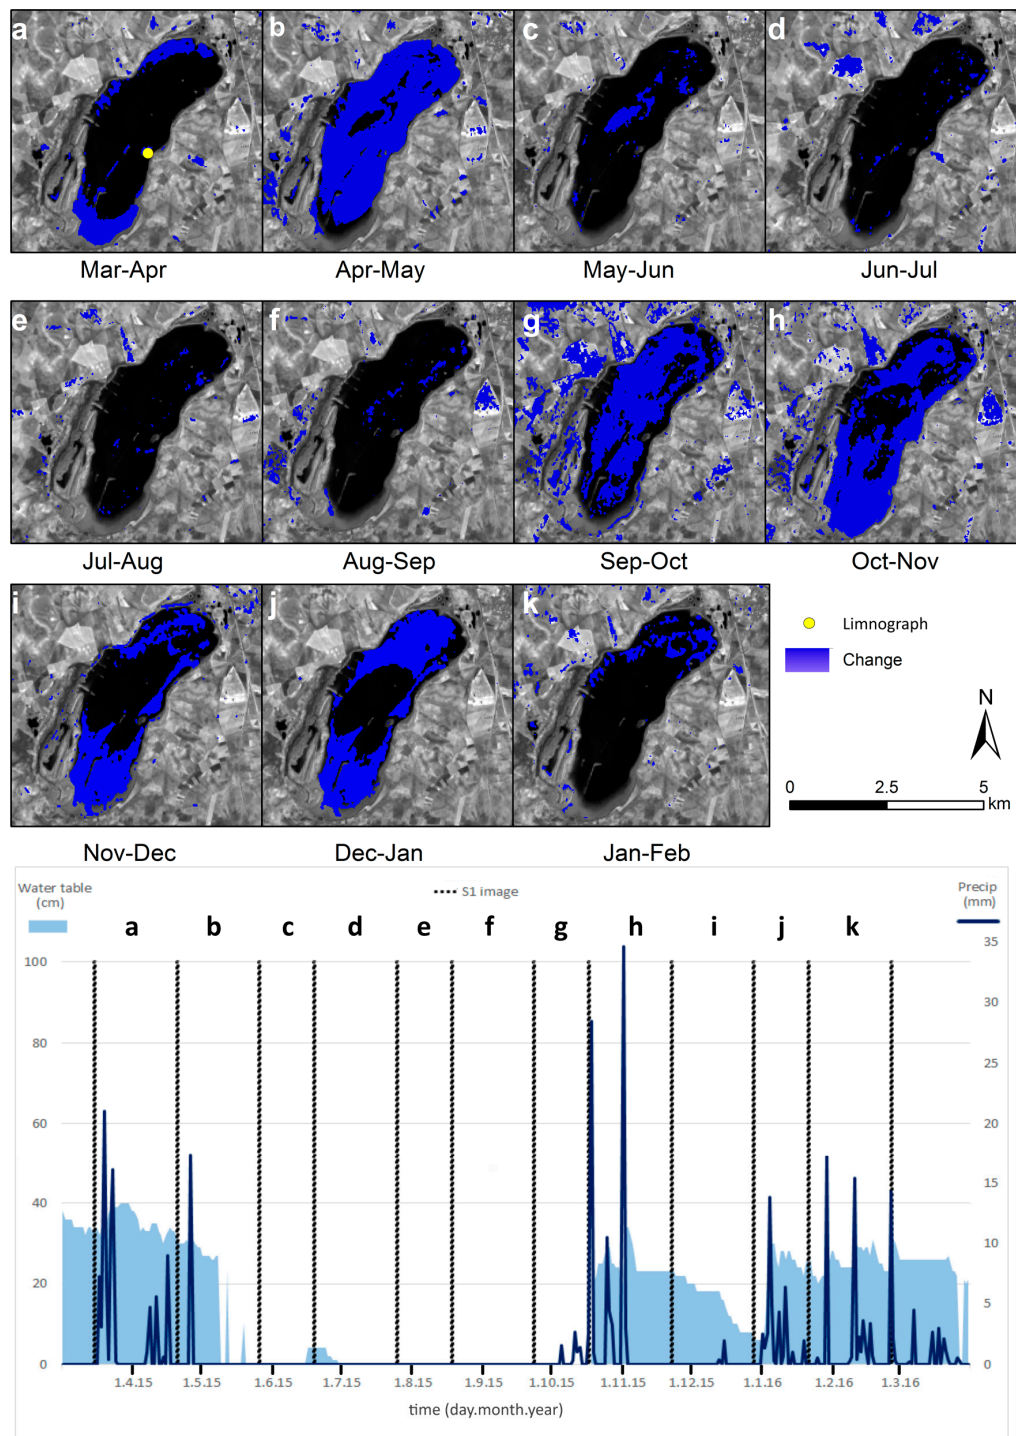 a b c d
Mar-Apr Apr-May May-Jun Jun-Jul
e f g h
Jul-Aug Aug-Sep Sep-Oct Oct-Nov
i j k
Limnograph
Change
N
0 2.5 5
km
Nov-Dec Dec-Jan Jan-Feb
Water table
(cm)
S1 image
Precip
(mm)
a b c d e f g h i j k
35
100
30
80
25
60
20
15
40
10
20
5
0 0
1.4.15 1.5.15 1.6.15 1.7.15 1.8.15 1.9.15 1.10.15 1.11.15 1.12.15 1.1.16 1.2.16 1.3.16
time (day.month.year)